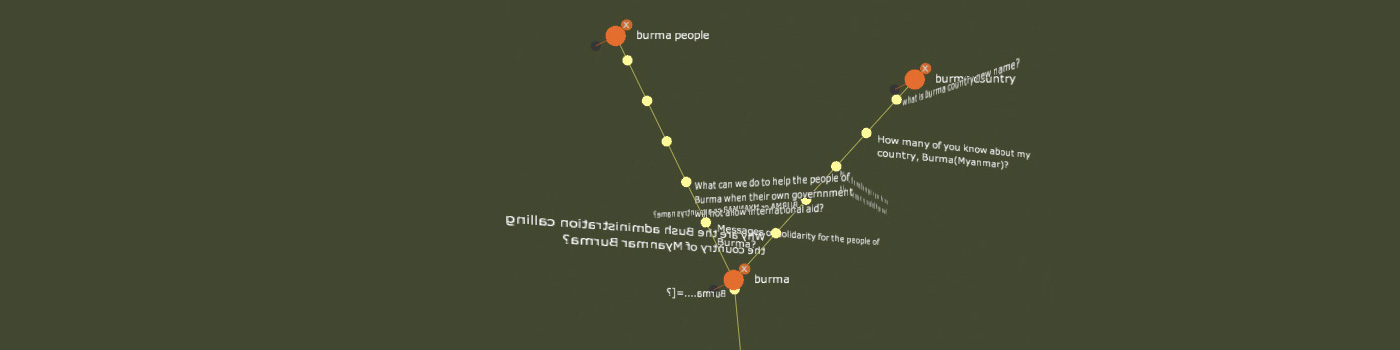 burma people
burma country
what is burma country new name?
How many of you know about my
country, Burma(Myanmar)?
What can we do to help the people of
Burma when their own governnment
will not allow international aid?
Why are the Bush administration calling
the country of Myanmar Burma?
Messages of solidarity for the people of
Burma?
burma
Burma....=[?